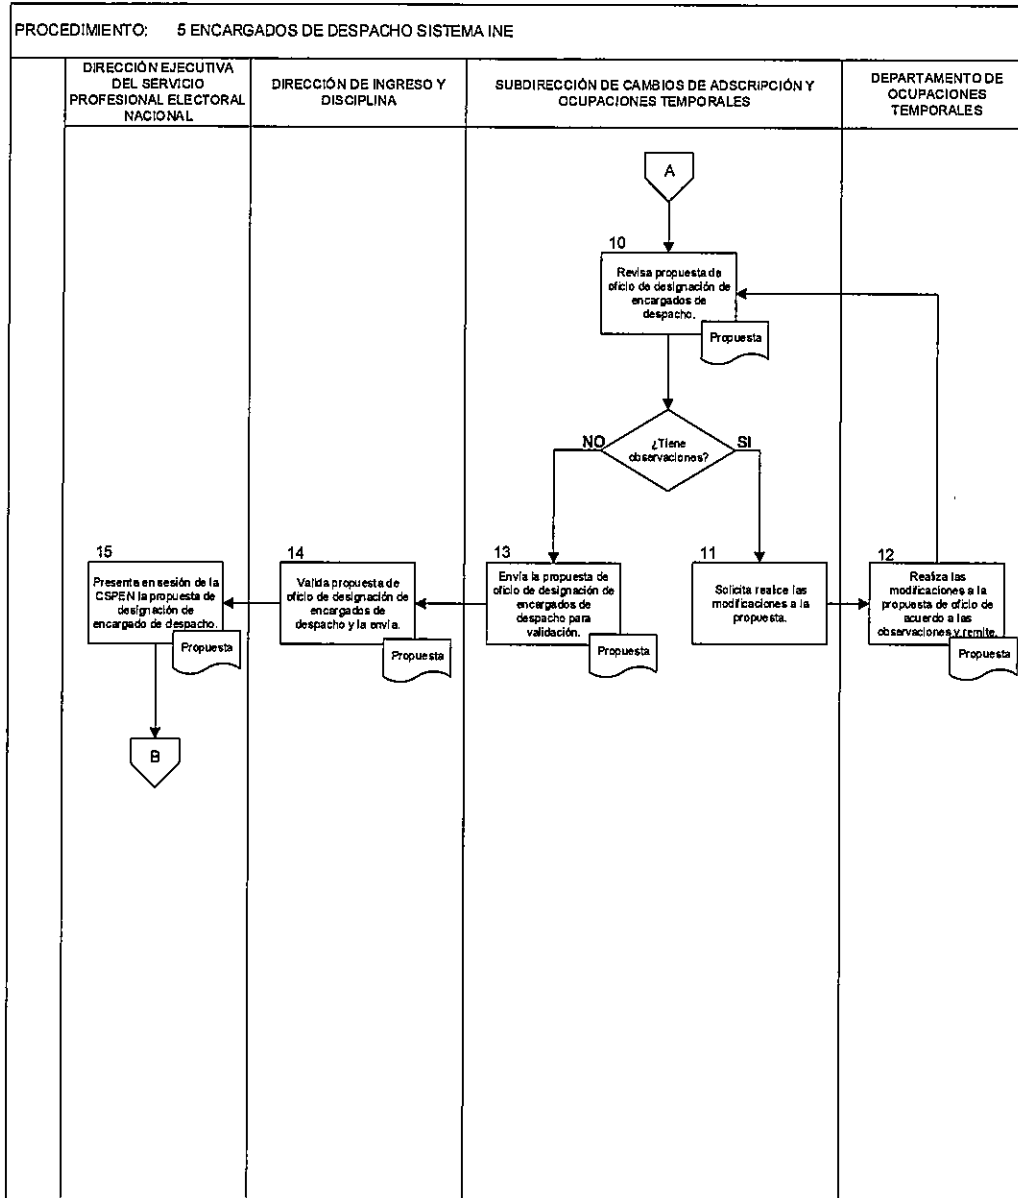 PROCEDIMIENTO: 5 ENCARGADOS DE DESPACHO SISTEMA INE
DIRECCIÓN EJECUTIVA
DEL SERVICIO
PROFESIONAL ELECTORAL
NACIONAL
DIRECCIÓN DE INGRESO Y
DISCIPLINA
SUBDIRECCIÓN DE CAMBIOS DE ADSCRIPCIÓN Y
OCUPACIONES TEMPORALES
DEPARTAMENTO DE
OCUPACIONES
TEMPORALES
A
10
Revisa propuesta de
oficio de designación de
encargados de
despacho.
Propuesta
¿Tiene
observaciones?
NO
SI
15
Presenta en sesión de la
CSPEN la propuesta de
designación de
encargado de despacho.
Propuesta
14
Valida propuesta de
oficio de designación de
encargados de
despacho y la envía.
Propuesta
13
Envía la propuesta de
oficio de designación de
encargados de
despacho para
validación.
Propuesta
11
Solicita realice las
modificaciones a la
propuesta.
12
Realiza las
modificaciones a la
propuesta de oficio de
acuerdo a las
observaciones y remite.
Propuesta
B